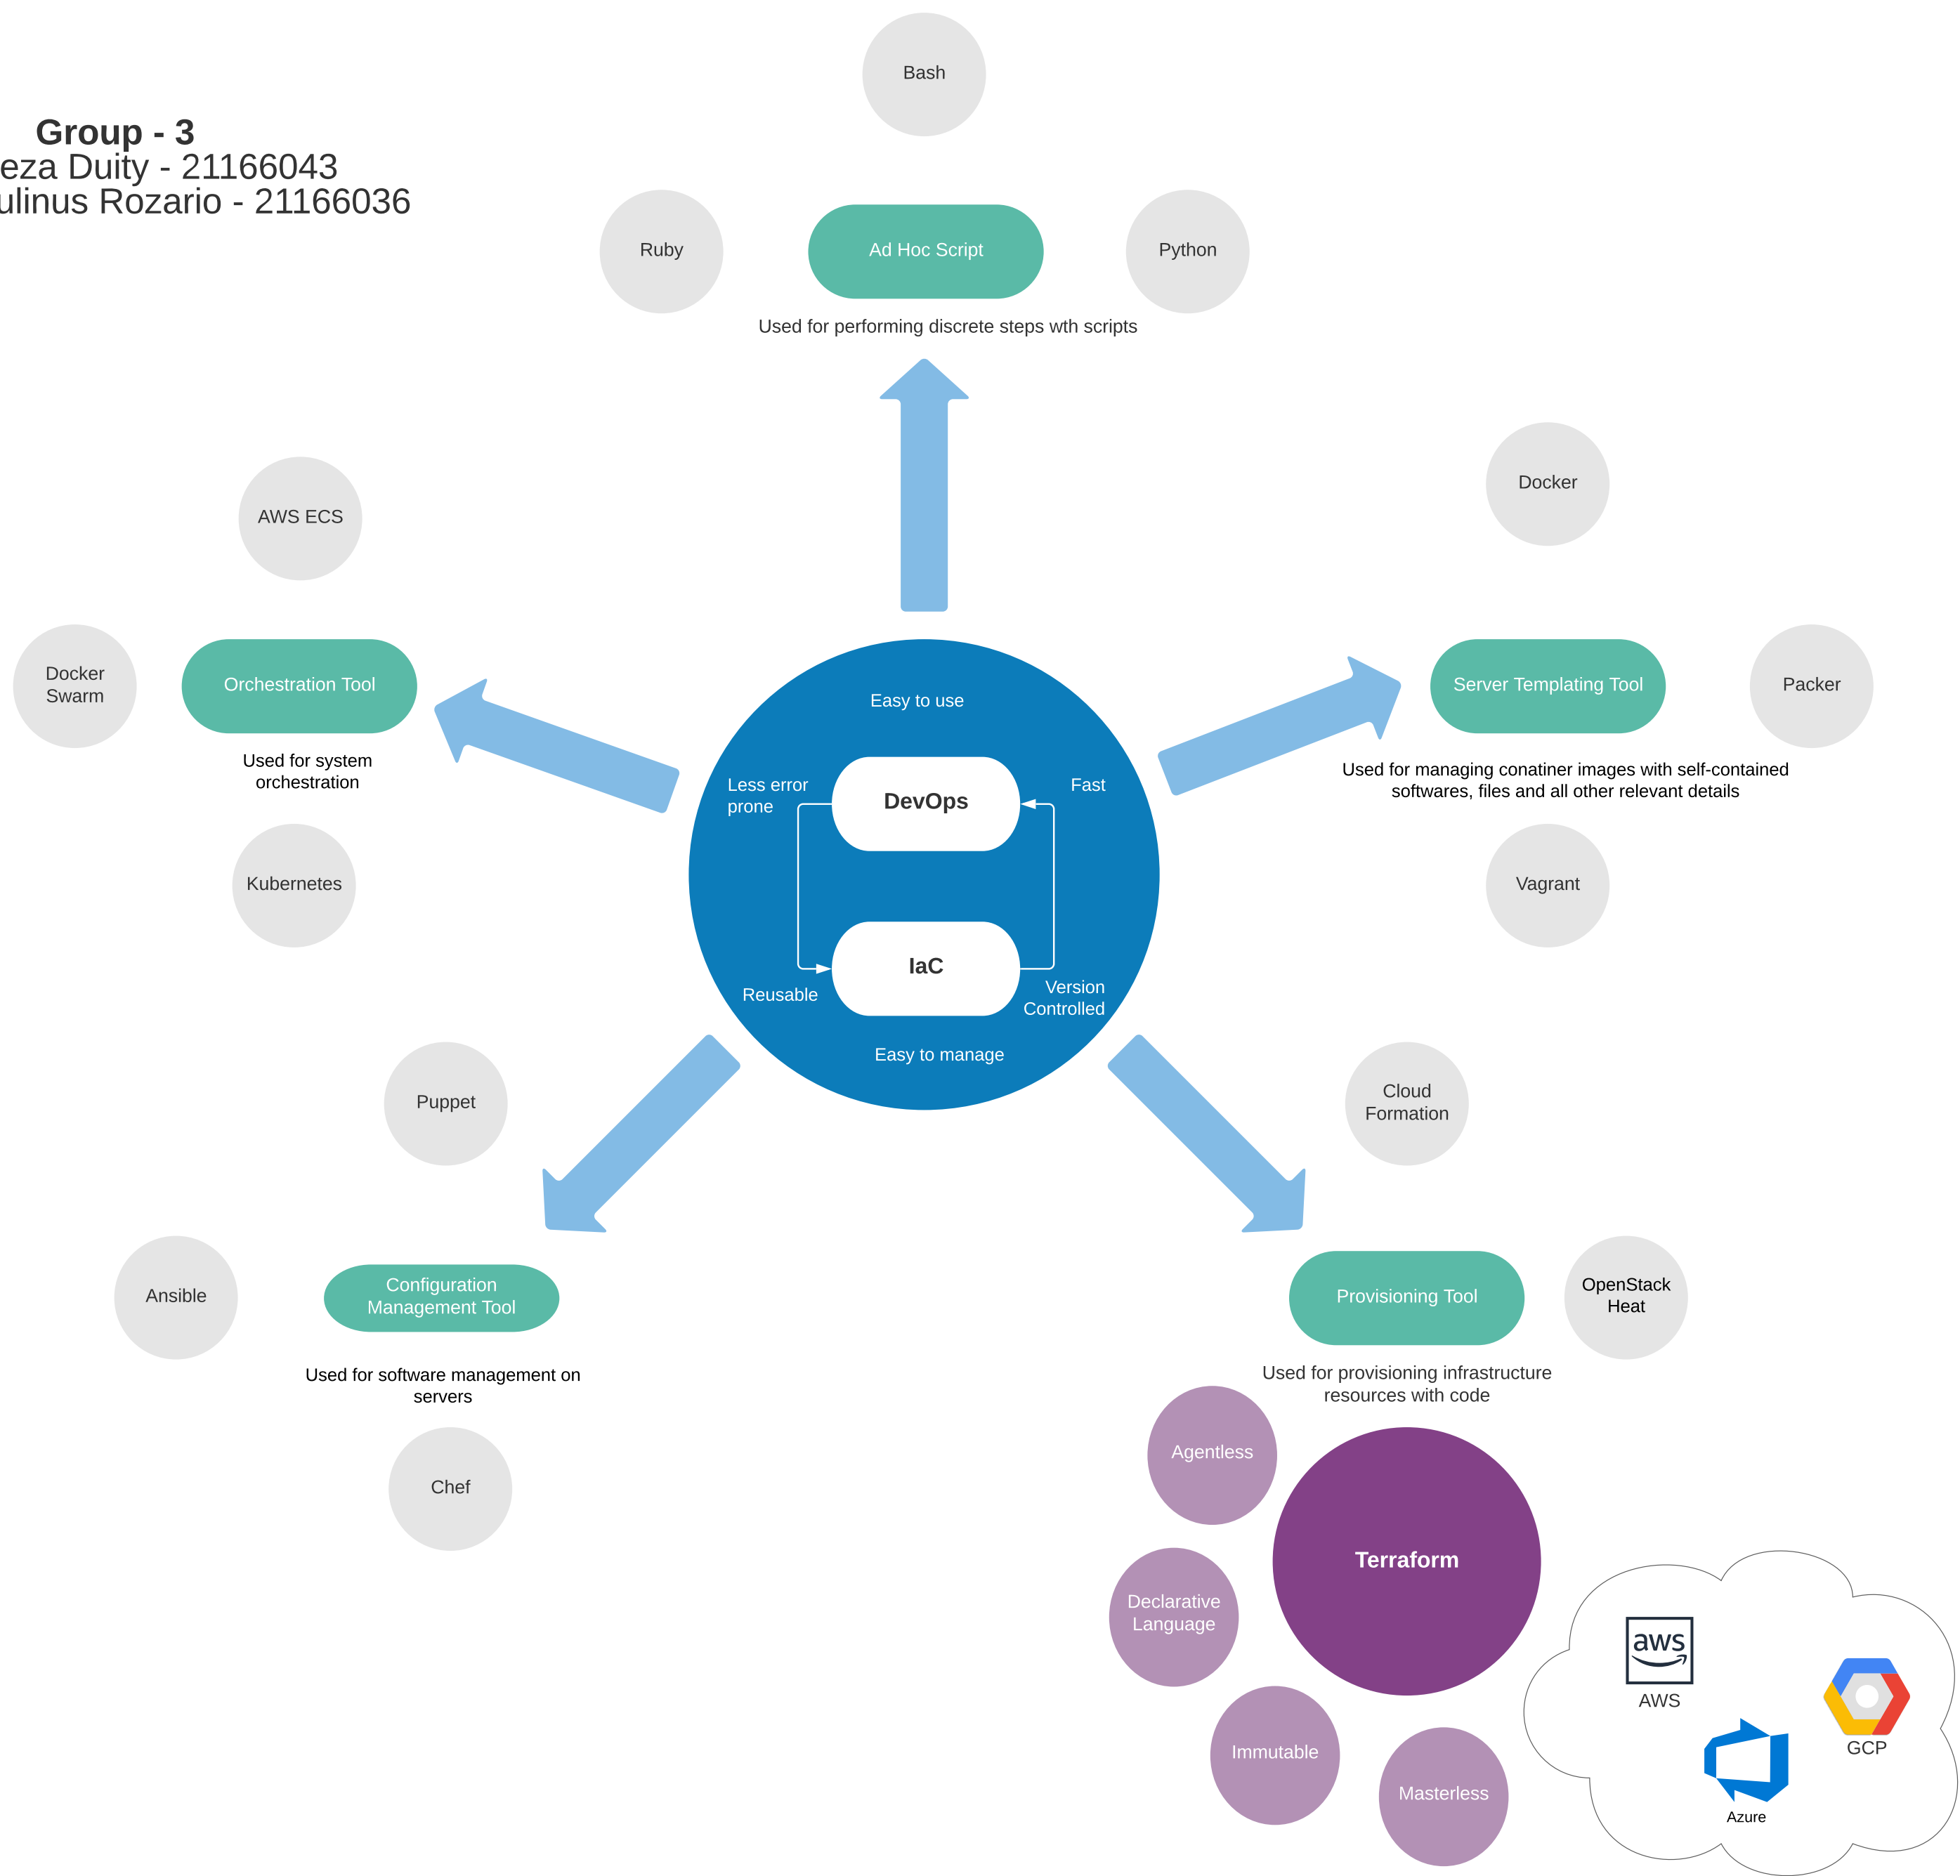 Group - 3
eza Duity - 21166043
ulinus Rozario - 21166036
Bash
Ruby
Ad Hoc Script
Python
Used for performing discrete steps wth scripts
AWS ECS
Docker
Swarm
Orchestration Tool
Used for system
orchestration
Kubernetes
Docker
Server Templating Tool
Packer
Used for managing conatiner images with self-contained
softwares, files and all other relevant details
Vagrant
Easy to use
Less error
prone
DevOps
Fast
IaC
Reusable
Version
Controlled
Easy to manage
Puppet
Ansible
Configuration
Management Tool
Used for software management on
servers
Chef
Cloud
Formation
Provisioning Tool
OpenStack
Heat
Used for provisioning infrastructure
resources with code
Agentless
Terraform
Declarative
Language
Immutable
Masterless
aws
AWS
GCP
Azure